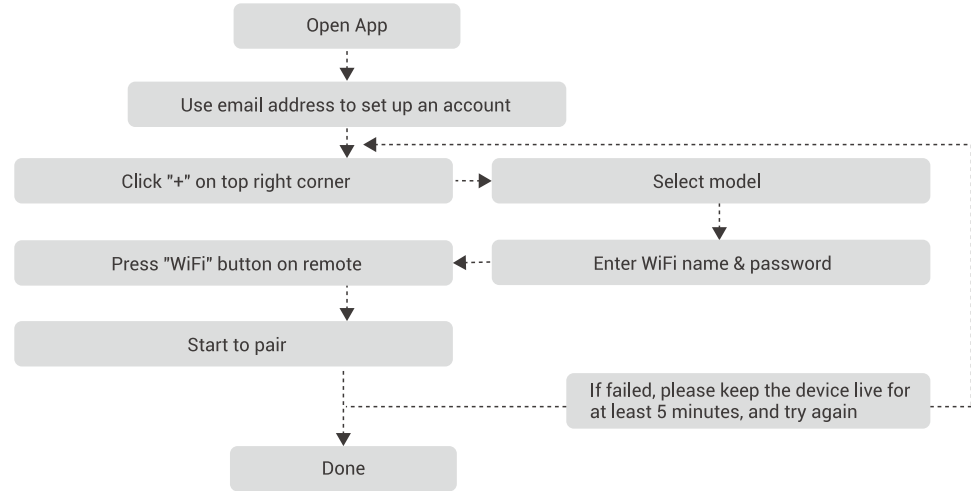 Open App
Use email address to set up an account
Click "+" on top right corner
Select model
Enter WiFi name & password
Press "WiFi" button on remote
Start to pair
If failed, please keep the device live for
at least 5 minutes, and try again
Done